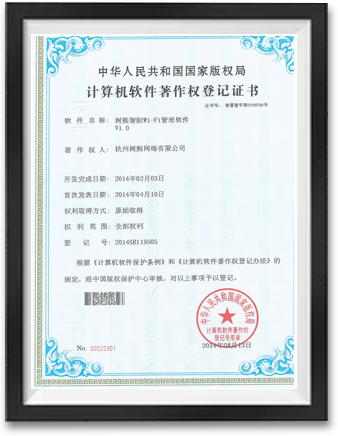 中华人民共和国国家版权局
计算机软件著作权登记证书
证书号: 软著登字第0788749号
软件名称: 树熊智能Wi-Fi管理软件
V1.0
著作权人: 杭州树熊网络有限公司
开发完成日期: 2014年02月03日
首次发表日期: 2014年04月10日
权利取得方式: 原始取得
权利范围: 全部权利
登记号: 2014SR119505
根据《计算机软件保护条例》和《计算机软件著作权登记办法》的
规定,经中国版权保护中心审核,对以上事项予以登记。
中华人民共和国国家版权局
计算机软件著作权
登记专用章
No. 00522301
2014年08月13日